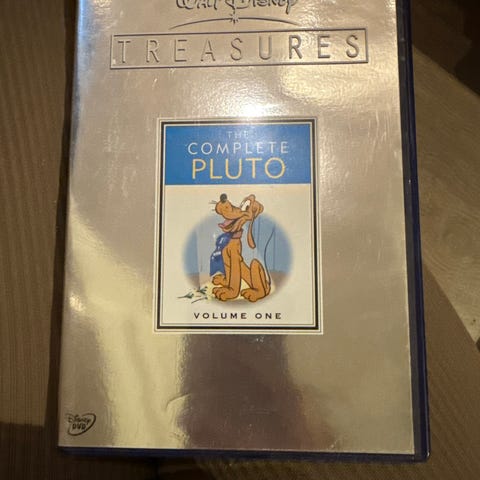 Walt Disney
TREASURES
THE
COMPLETE
PLUTO
VOLUME ONE
Disney
DVD